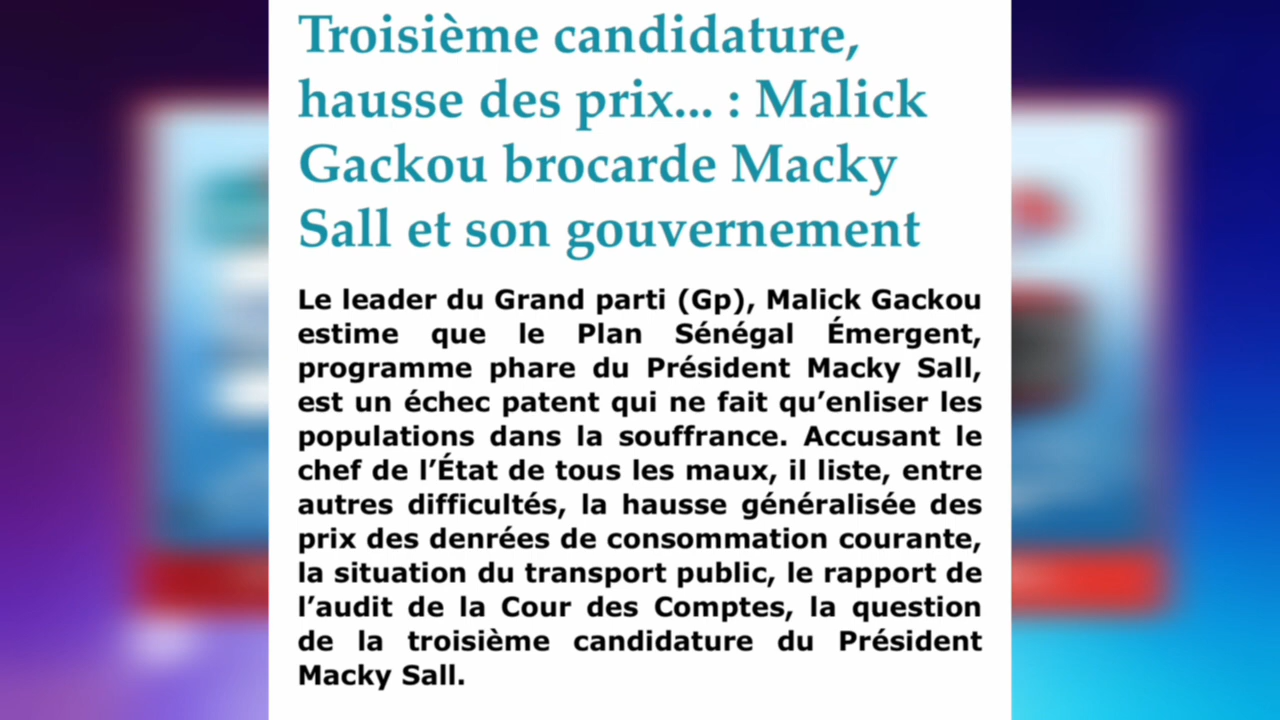 Troisième candidature,
hausse des prix... : Malick
Gackou brocarde Macky
Sall et son gouvernement
Le leader du Grand parti (Gp), Malick Gackou
estime que le Plan Sénégal Émergent,
programme phare du Président Macky Sall,
est un échec patent qui ne fait qu’enliser les
populations dans la souffrance. Accusant le
chef de l’État de tous les maux, il liste, entre
autres difficultés, la hausse généralisée des
prix des denrées de consommation courante,
la situation du transport public, le rapport de
l’audit de la Cour des Comptes, la question
de la troisième candidature du Président
Macky Sall.